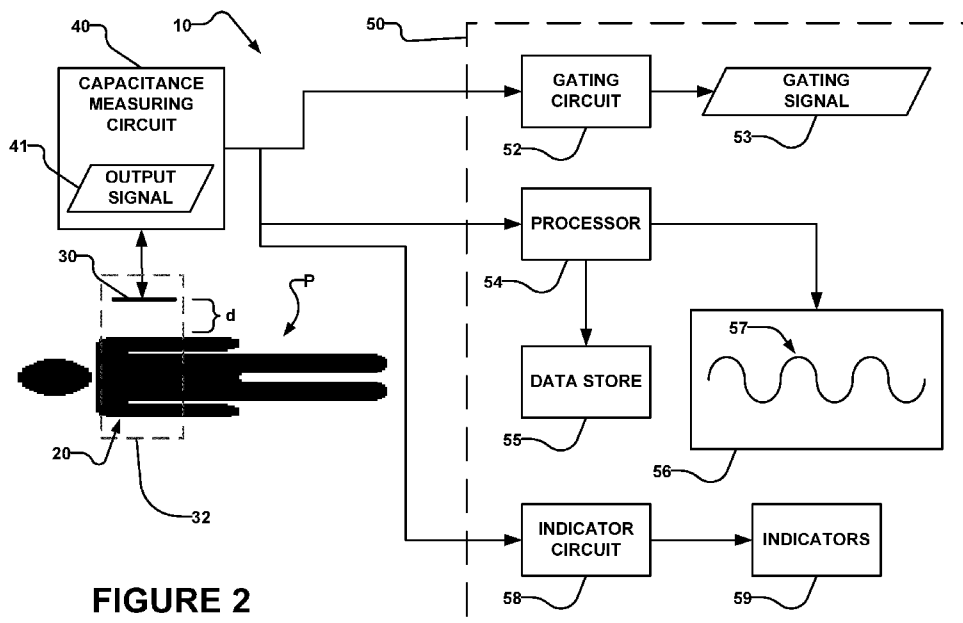 40
10
50
CAPACITANCE
MEASURING
CIRCUIT
41
OUTPUT
SIGNAL
GATING
CIRCUIT
52
GATING
SIGNAL
53
PROCESSOR
54
DATA STORE
55
57
56
30
d
P
20
32
INDICATOR
CIRCUIT
58
INDICATORS
59
FIGURE 2